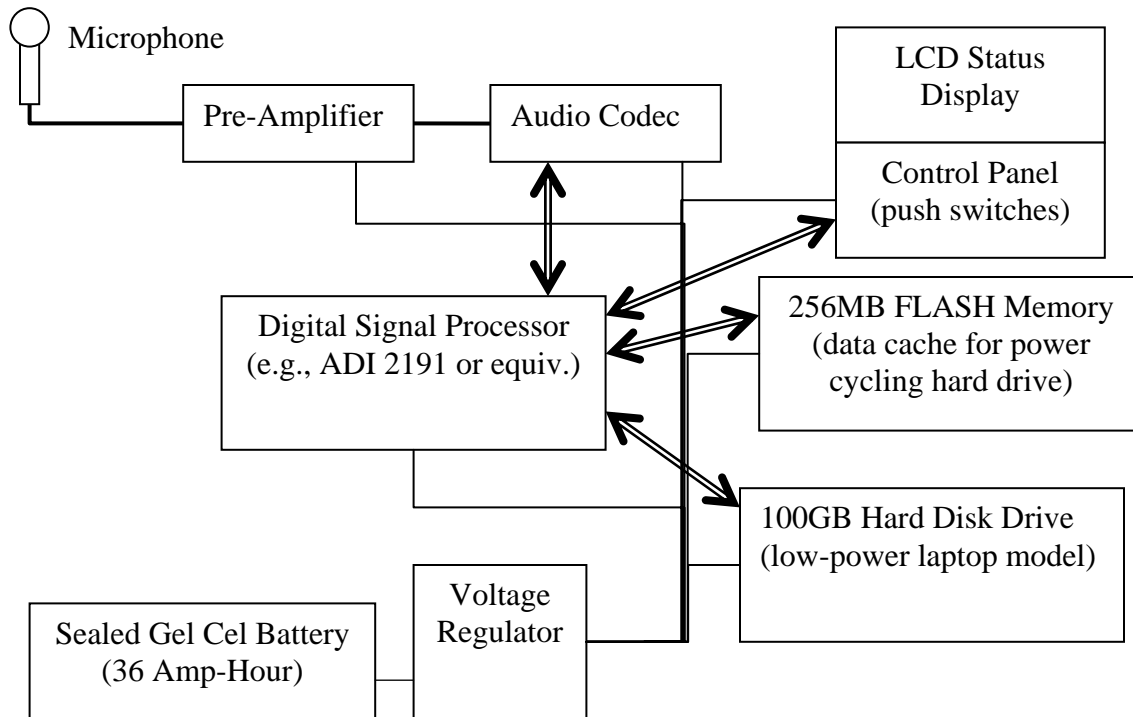 Microphone
LCD Status
Display
Pre-Amplifier
Audio Codec
Control Panel
(push switches)
Digital Signal Processor
(e.g., ADI 2191 or equiv.)
256MB FLASH Memory
(data cache for power
cycling hard drive)
100GB Hard Disk Drive
(low-power laptop model)
Voltage
Regulator
Sealed Gel Cel Battery
(36 Amp-Hour)